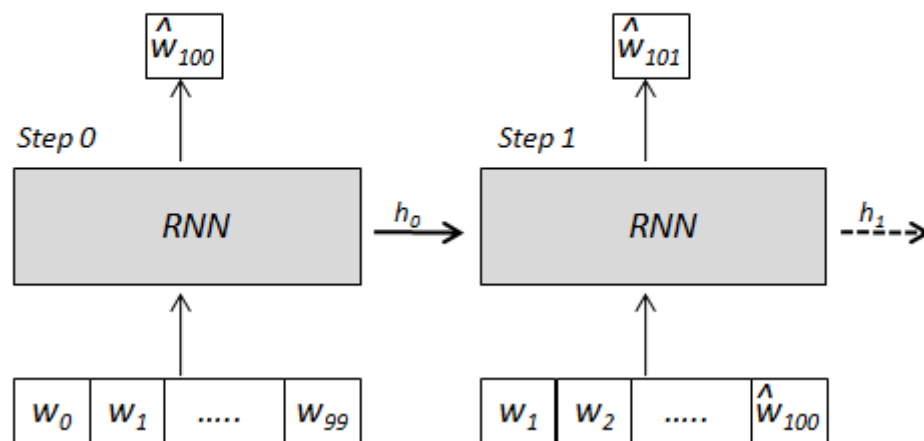 ŵ₁₀₀ ŵ₁₀₁
Step 0 Step 1
RNN h₀ RNN h₁
w₀ w₁ ..... w₉₉ w₁ w₂ ..... ŵ₁₀₀